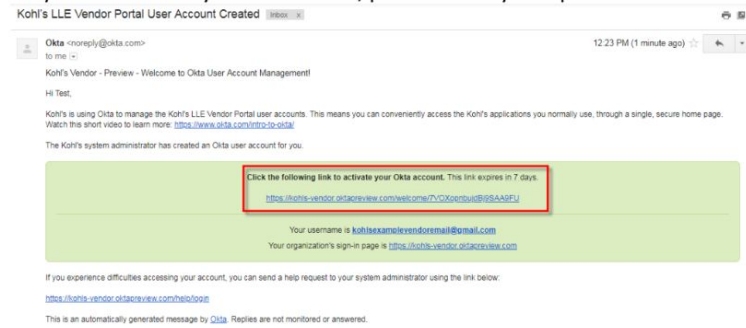 Kohl's LLE Vendor Portal User Account Created Inbox x
Okta <noreply@okta.com>
12:23 PM (1 minute ago)
to me
Kohl's Vendor - Preview - Welcome to Okta User Account Management!
Hi Test,
Kohl's is using Okta to manage the Kohl's LLE Vendor Portal user accounts. This means you can conveniently access the Kohl's applications you normally use, through a single, secure home page.
Watch this short video to learn more: https://www.okta.com/intro-to-okta/
The Kohl's system administrator has created an Okta user account for you.
Click the following link to activate your Okta account. This link expires in 7 days.
Your username is kohlsexamplevendoremail@gmail.com
Your organization's sign-in page is https://kohls-vendor.oktapreview.com
If you experience difficulties accessing your account, you can send a help request to your system administrator using the link below:
https://kohls-vendor.oktapreview.com/help/login
This is an automatically generated message by Okta. Replies are not monitored or answered.